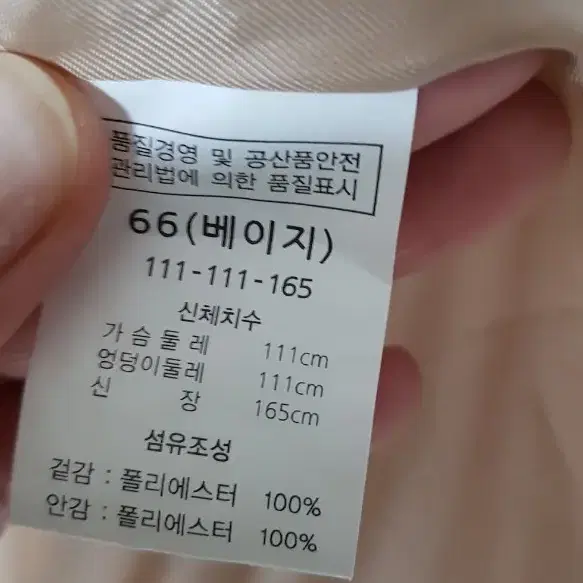 품질경영 및 공산품안전
관리법에 의한 품질표시
66(베이지)
111-111-165
신체치수
가 슴 둘 레 111cm
엉덩이둘레 111cm
신 장 165cm
섬유조성
겉감 : 폴리에스터 100%
안감 : 폴리에스터 100%